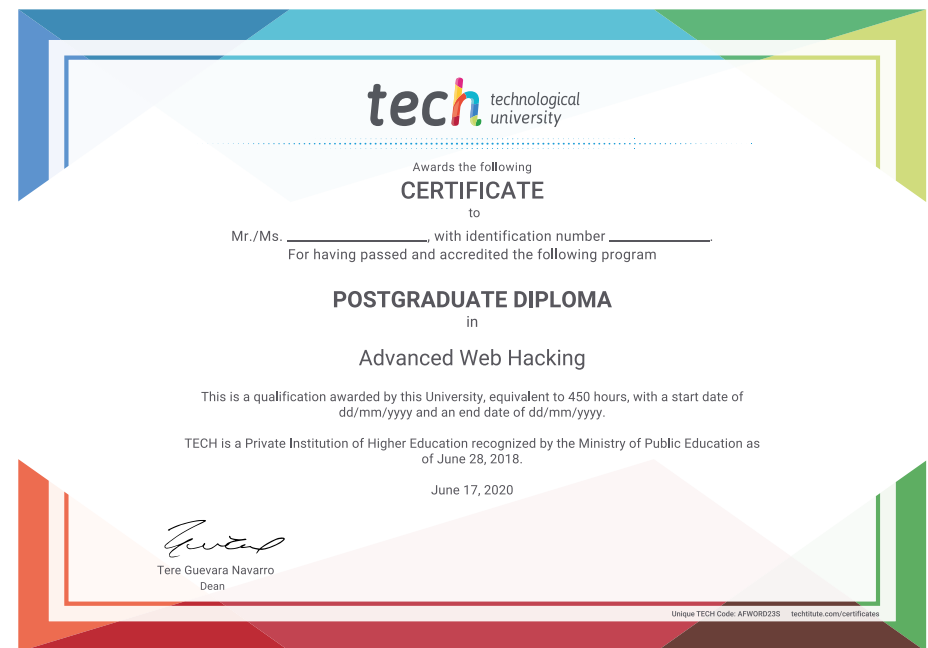 tech technological
university
Awards the following
CERTIFICATE
to
Mr./Ms. ____________________, with identification number ______________.
For having passed and accredited the following program
POSTGRADUATE DIPLOMA
in
Advanced Web Hacking
This is a qualification awarded by this University, equivalent to 450 hours, with a start date of
dd/mm/yyyy and an end date of dd/mm/yyyy.
TECH is a Private Institution of Higher Education recognized by the Ministry of Public Education as
of June 28, 2018.
June 17, 2020
Tere Guevara Navarro
Dean
Unique TECH Code: AFWORD23S techtitute.com/certificates